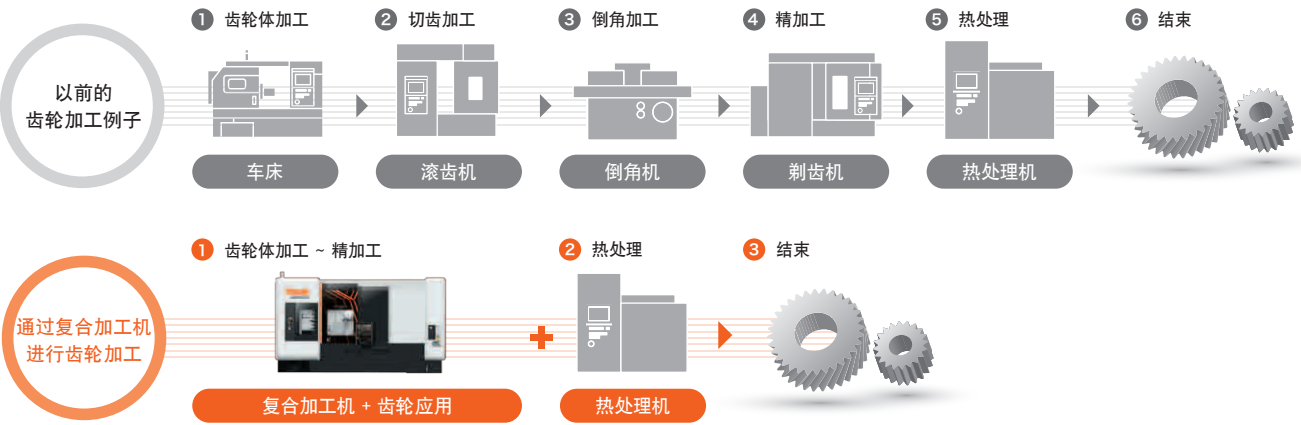 ❶ 齿轮体加工
❷ 切齿加工
❸ 倒角加工
❹ 精加工
❺ 热处理
❻ 结束
以前的
齿轮加工例子
车床
滚齿机
倒角机
剃齿机
热处理机
❶ 齿轮体加工 ~ 精加工
❷ 热处理
❸ 结束
通过复合加工机
进行齿轮加工
复合加工机 + 齿轮应用
热处理机